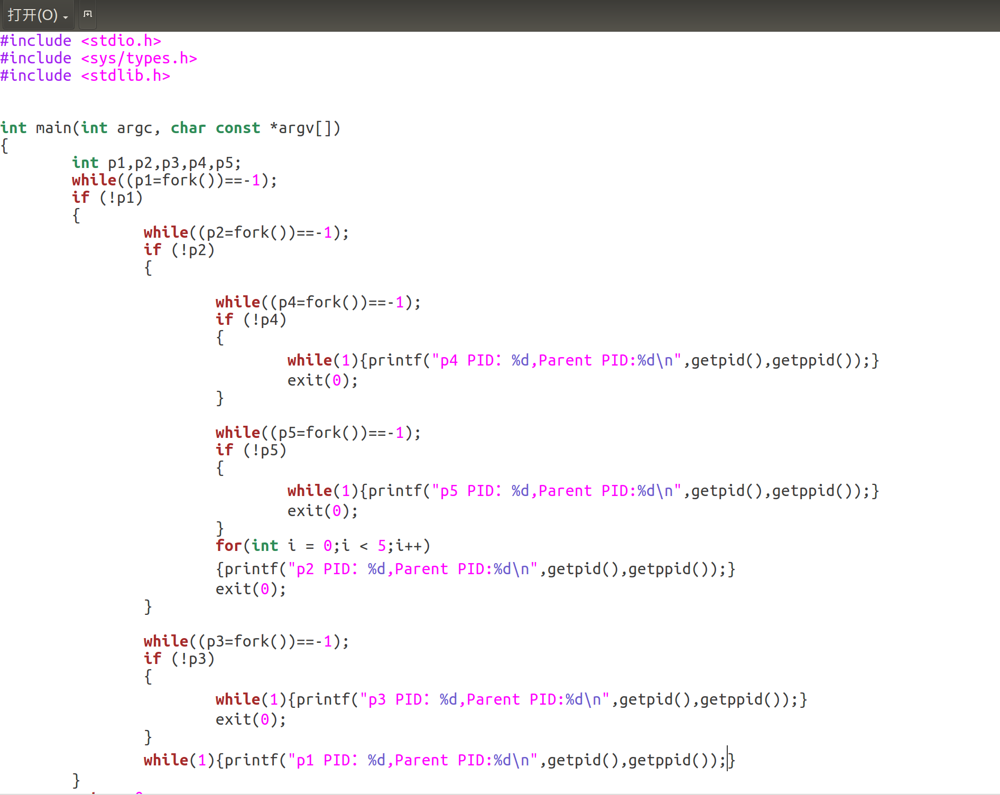 打开(O)
#include <stdio.h>
#include <sys/types.h>
#include <stdlib.h>
int main(int argc, char const *argv[])
{
int p1,p2,p3,p4,p5;
while((p1=fork())==-1);
if (!p1)
{
while((p2=fork())==-1);
if (!p2)
{
while((p4=fork())==-1);
if (!p4)
{
while(1){printf("p4 PID：%d,Parent PID:%d\n",getpid(),getppid());}
exit(0);
}
while((p5=fork())==-1);
if (!p5)
{
while(1){printf("p5 PID：%d,Parent PID:%d\n",getpid(),getppid());}
exit(0);
}
for(int i = 0;i < 5;i++)
{printf("p2 PID：%d,Parent PID:%d\n",getpid(),getppid());}
exit(0);
}
while((p3=fork())==-1);
if (!p3)
{
while(1){printf("p3 PID：%d,Parent PID:%d\n",getpid(),getppid());}
exit(0);
}
while(1){printf("p1 PID：%d,Parent PID:%d\n",getpid(),getppid());}
}